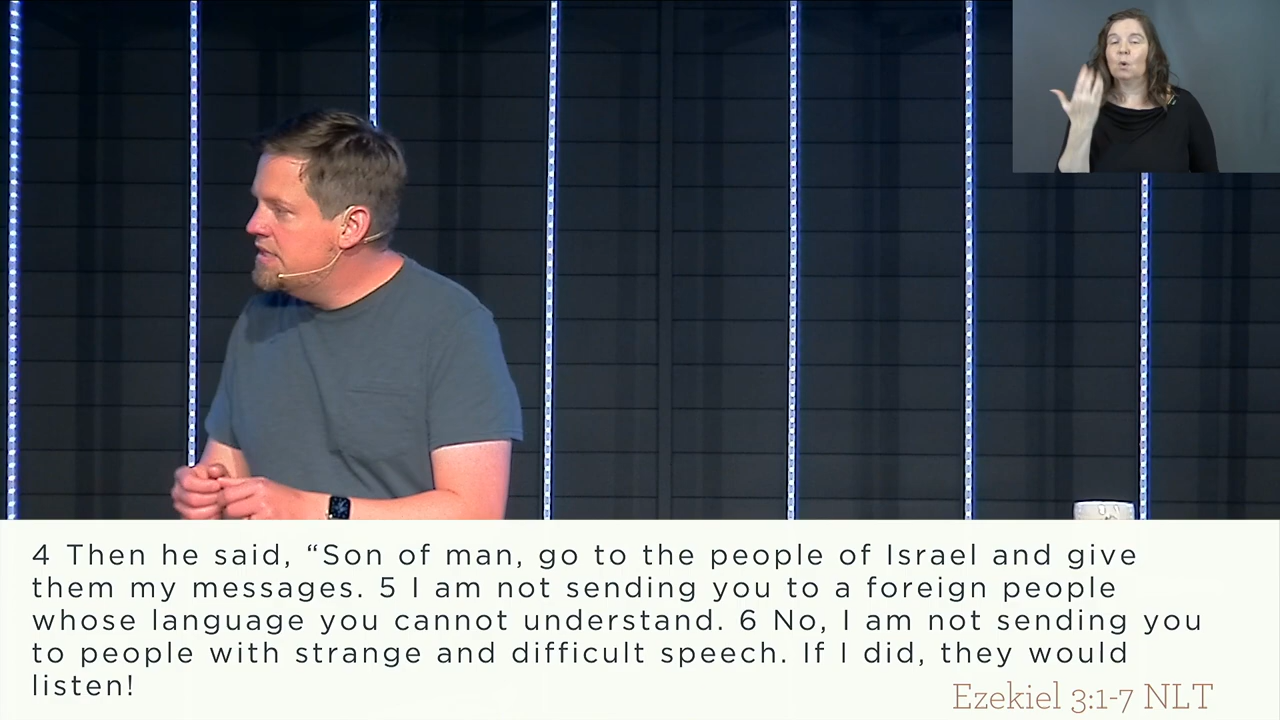 4 Then he said, “Son of man, go to the people of Israel and give
them my messages. 5 I am not sending you to a foreign people
whose language you cannot understand. 6 No, I am not sending you
to people with strange and difficult speech. If I did, they would
listen!
Ezekiel 3:1-7 NLT